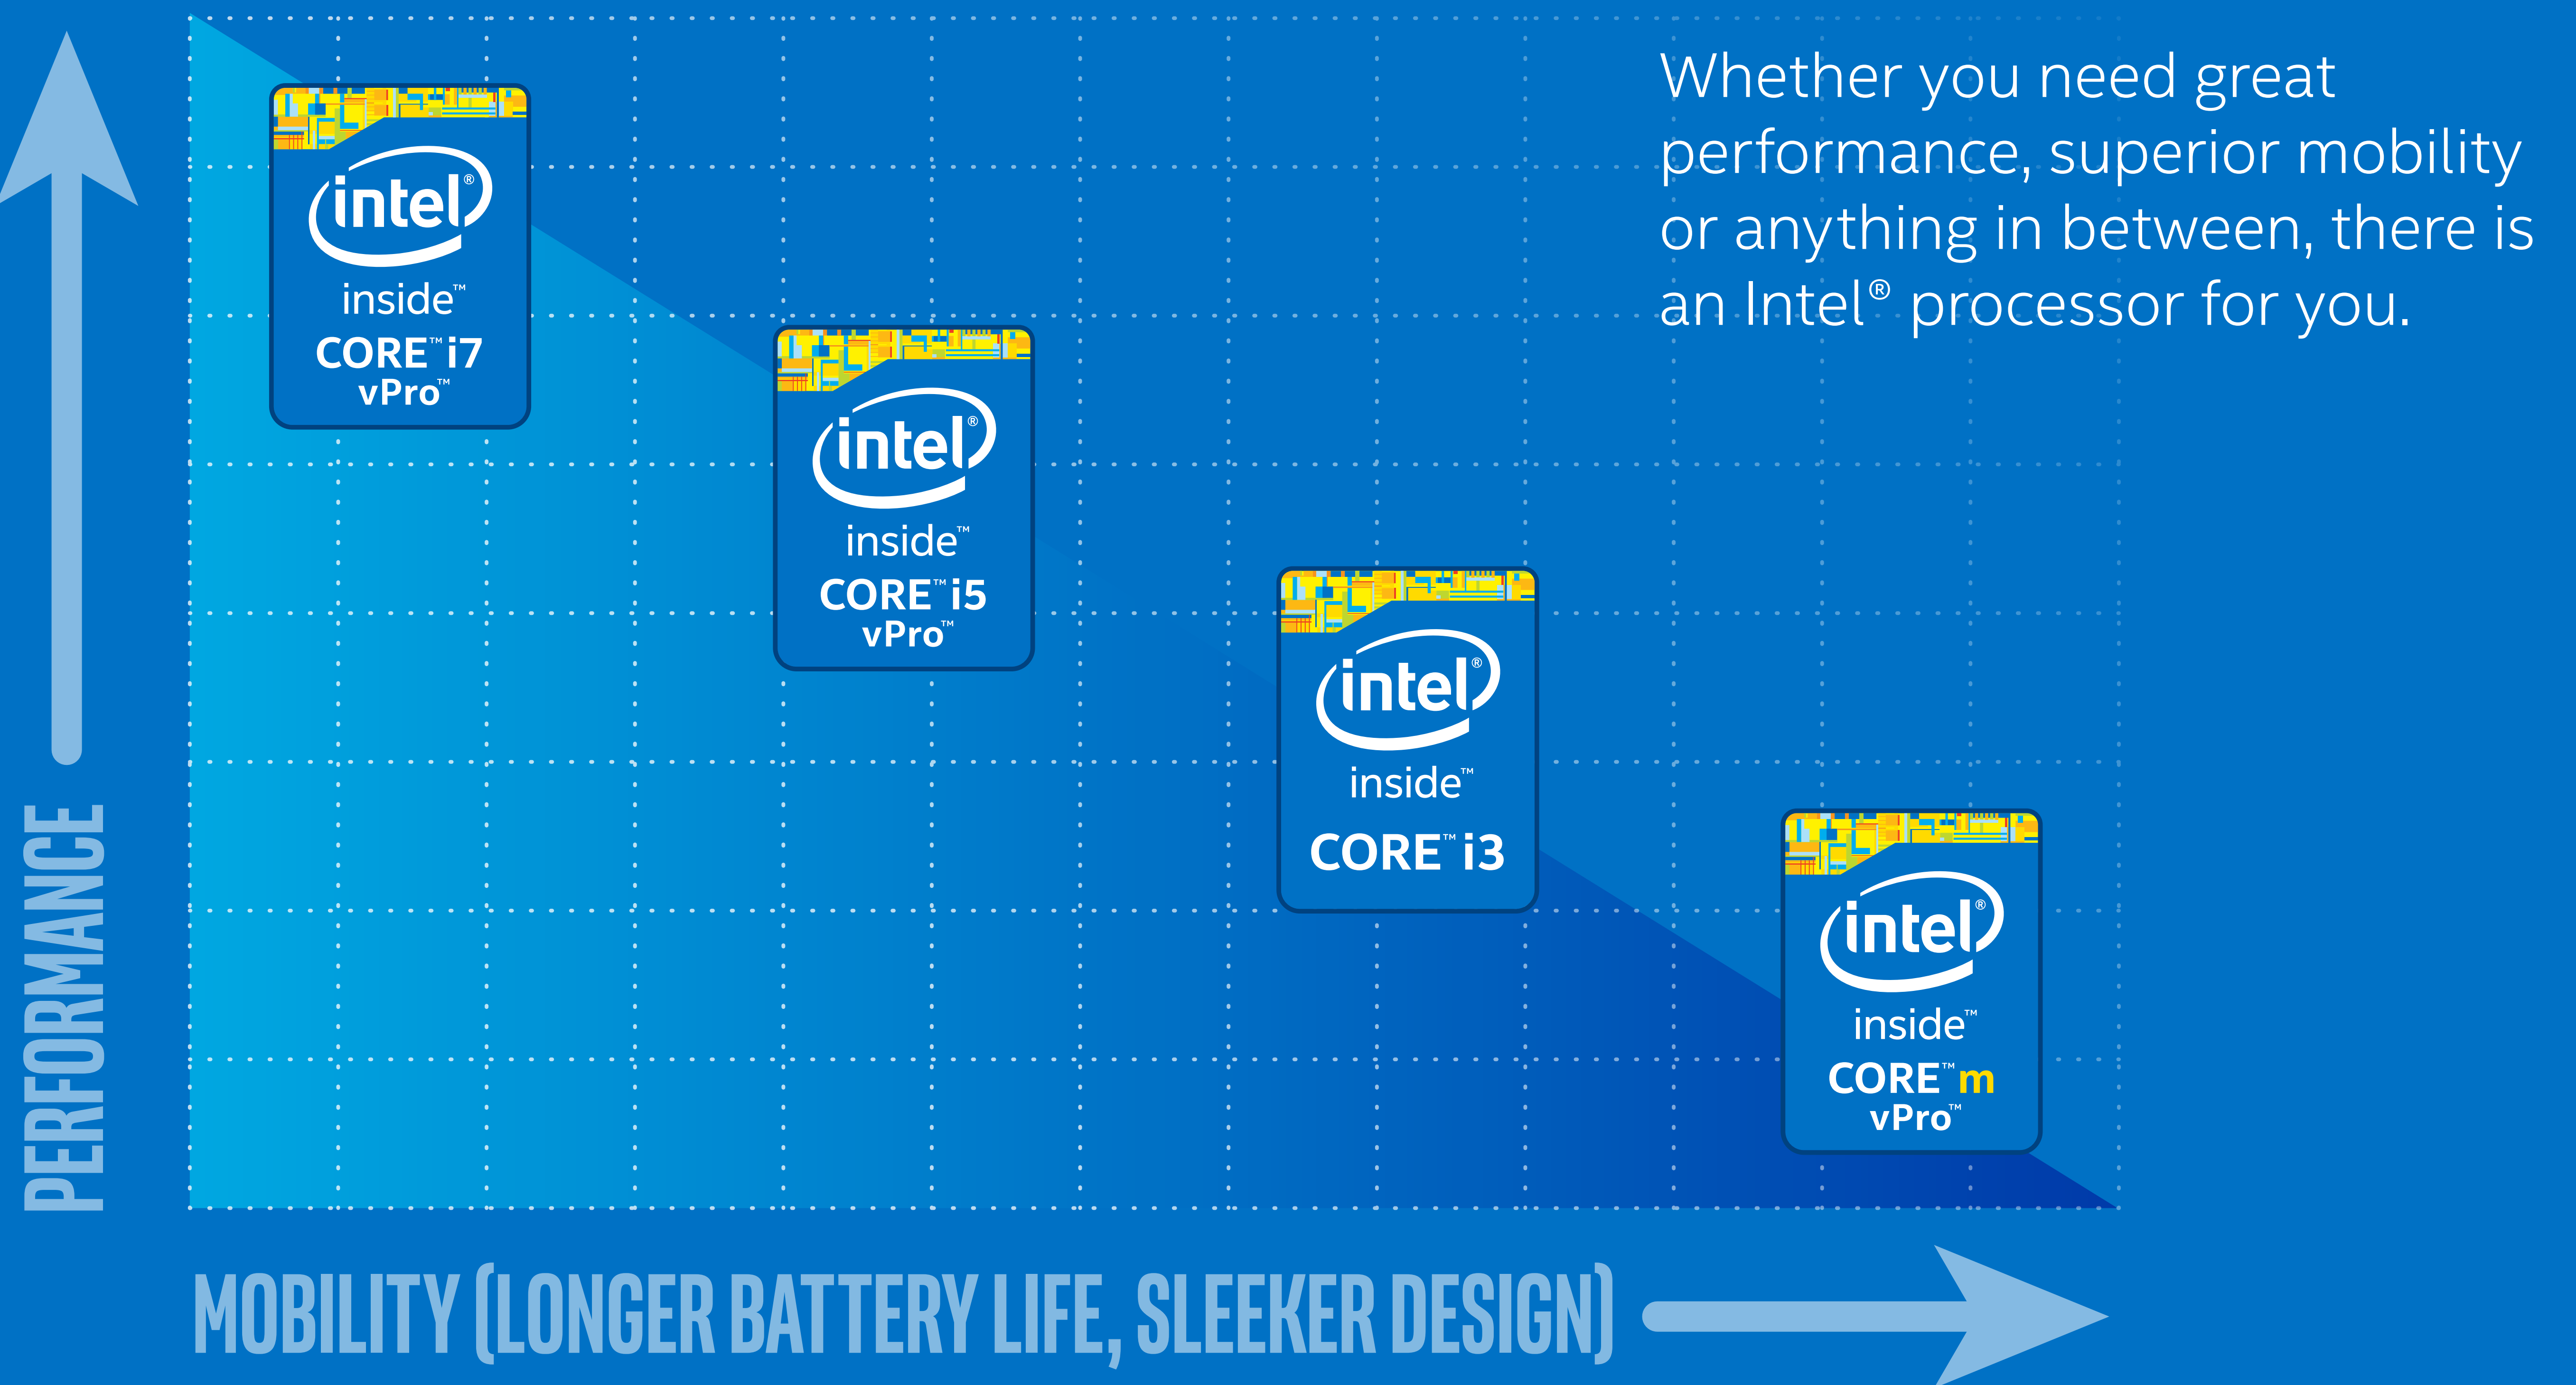 Whether you need great
performance, superior mobility
or anything in between, there is
an Intel® processor for you.
intel®
inside™
CORE™ i7
vPro™
intel®
inside™
CORE™ i5
vPro™
intel®
inside™
CORE™ i3
intel®
inside™
CORE™ m
vPro™
PERFORMANCE
MOBILITY (LONGER BATTERY LIFE, SLEEKER DESIGN)